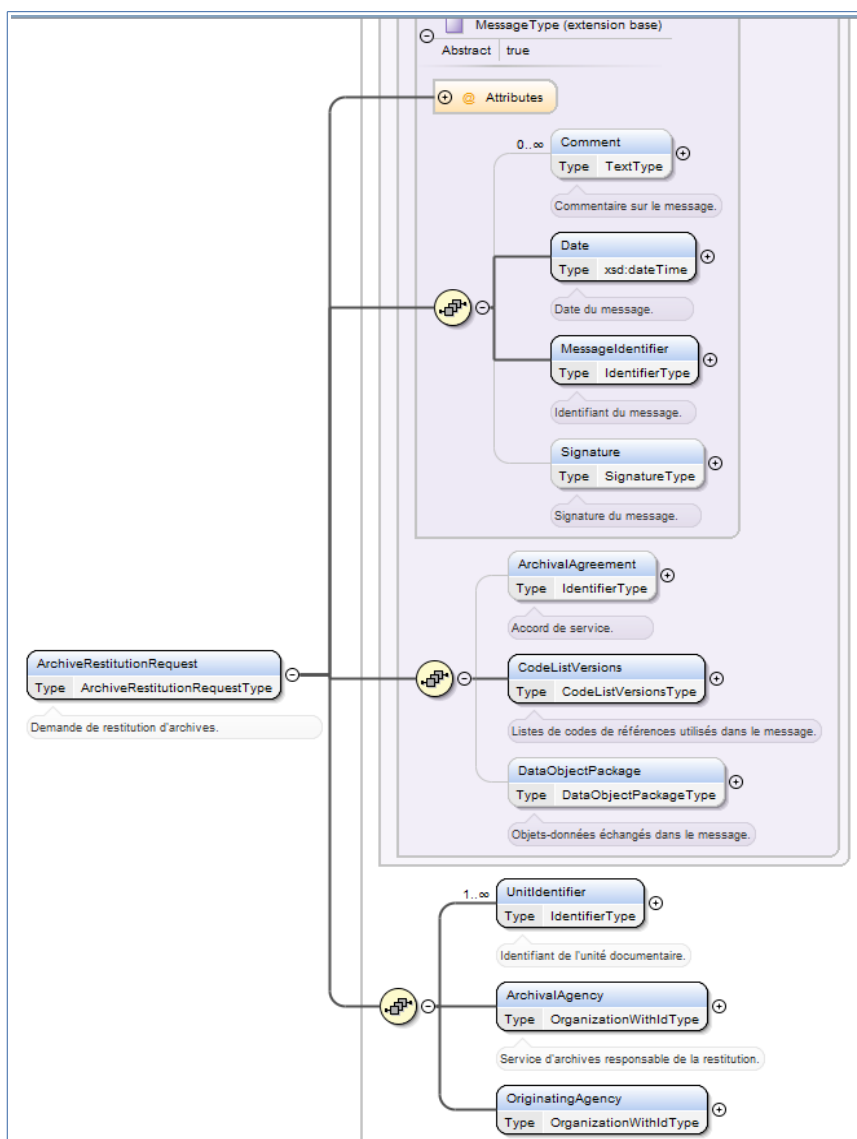 MessageType (extension base)
Abstract true
@ Attributes
0..∞
Comment
Type TextType
Commentaire sur le message.
Date
Type xsd:dateTime
Date du message.
MessageIdentifier
Type IdentifierType
Identifiant du message.
Signature
Type SignatureType
Signature du message.
ArchivalAgreement
Type IdentifierType
Accord de service.
ArchiveRestitutionRequest
Type ArchiveRestitutionRequestType
Demande de restitution d'archives.
CodeListVersions
Type CodeListVersionsType
Listes de codes de références utilisés dans le message.
DataObjectPackage
Type DataObjectPackageType
Objets-données échangés dans le message.
1..∞
UnitIdentifier
Type IdentifierType
Identifiant de l'unité documentaire.
ArchivalAgency
Type OrganizationWithIdType
Service d'archives responsable de la restitution.
OriginatingAgency
Type OrganizationWithIdType